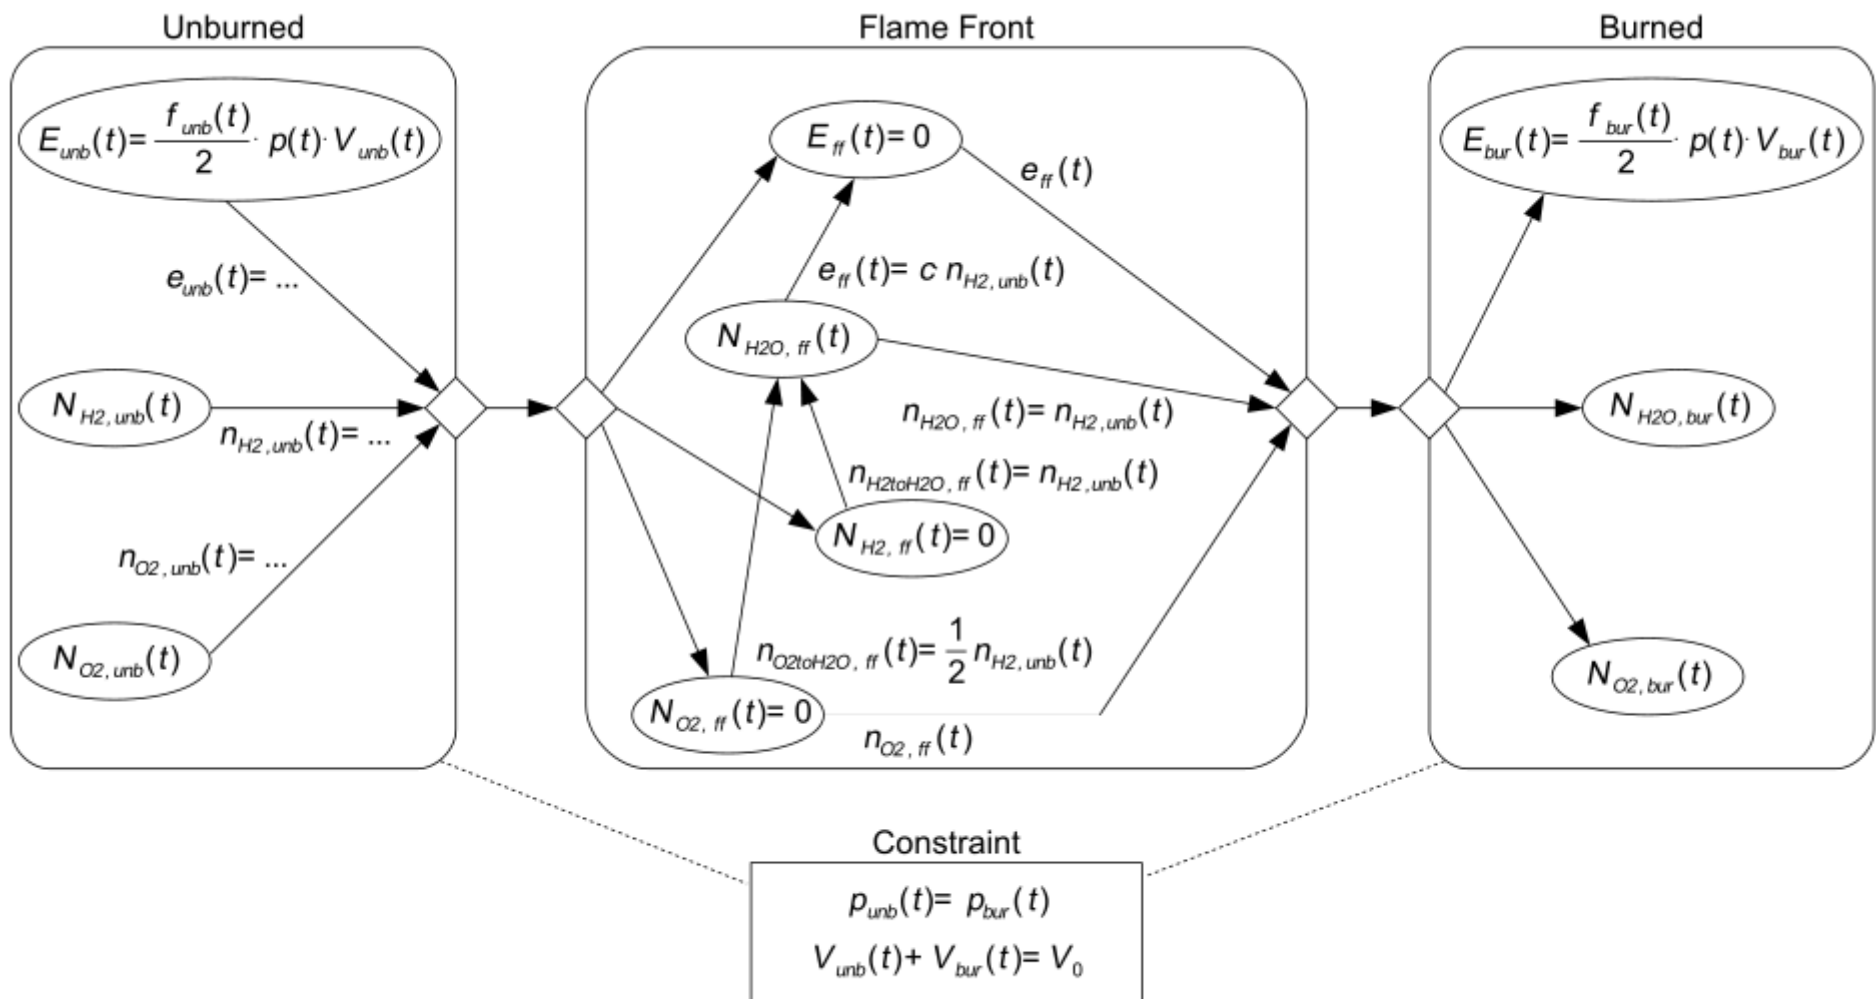 Unburned
E_unb(t)= f_unb(t)/2 · p(t)· V_unb(t)
e_unb(t)= ...
N_H2,unb(t)
n_H2,unb(t)= ...
n_O2,unb(t)= ...
N_O2,unb(t)
Flame Front
E_ff(t)= 0
e_ff(t)
e_ff(t)= c n_H2,unb(t)
N_H2O, ff(t)
n_H2O, ff(t)= n_H2,unb(t)
n_H2toH2O, ff(t)= n_H2,unb(t)
N_H2, ff(t)= 0
n_O2toH2O, ff(t)= 1/2 n_H2,unb(t)
N_O2, ff(t)= 0
n_O2, ff(t)
Burned
E_bur(t)= f_bur(t)/2 · p(t)· V_bur(t)
N_H2O,bur(t)
N_O2,bur(t)
Constraint
p_unb(t)= p_bur(t)
V_unb(t)+ V_bur(t)= V_0